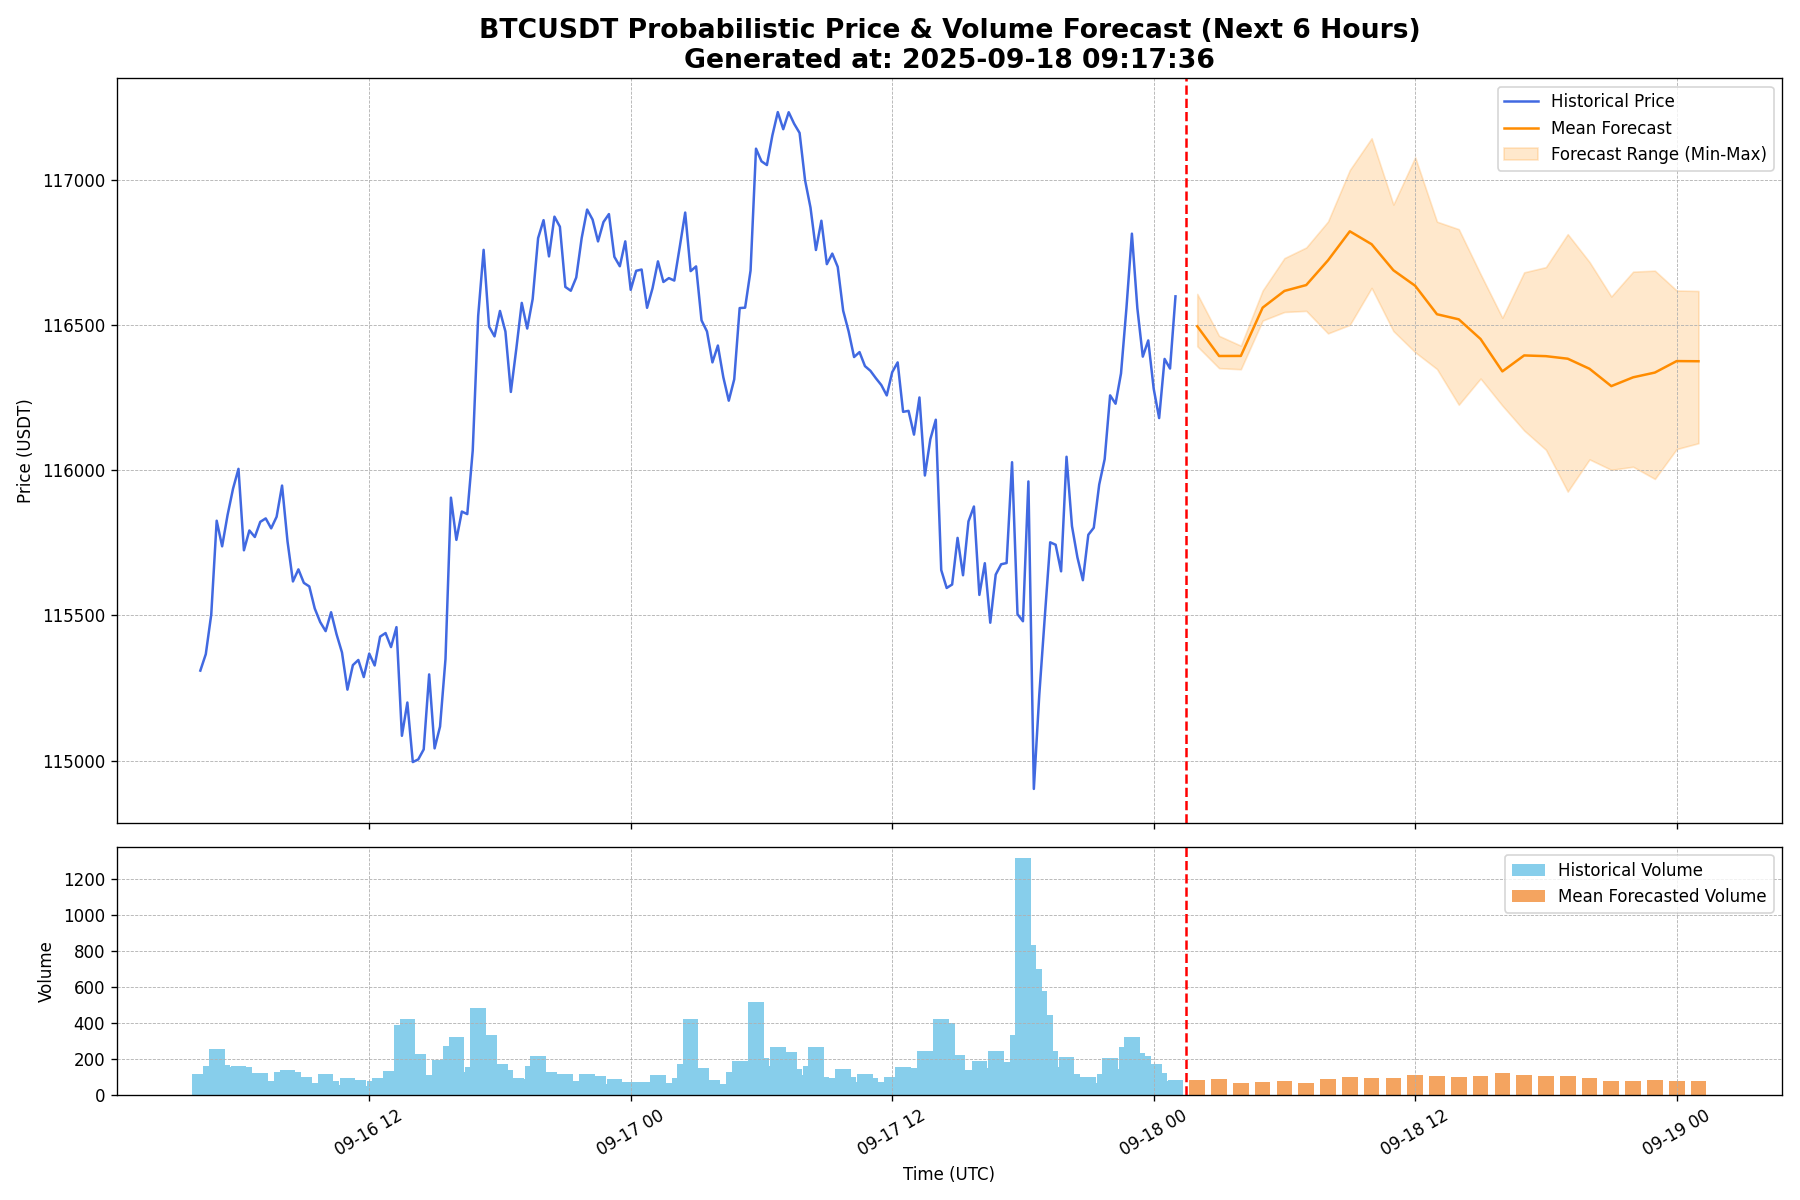 BTCUSDT Probabilistic Price & Volume Forecast (Next 6 Hours)
Generated at: 2025-09-18 09:17:36
Historical Price
Mean Forecast
Forecast Range (Min-Max)
Price (USDT)
117000
116500
116000
115500
115000
Historical Volume
Mean Forecasted Volume
Volume
1200
1000
800
600
400
200
0
09-16 12
09-17 00
09-17 12
09-18 00
09-18 12
09-19 00
Time (UTC)